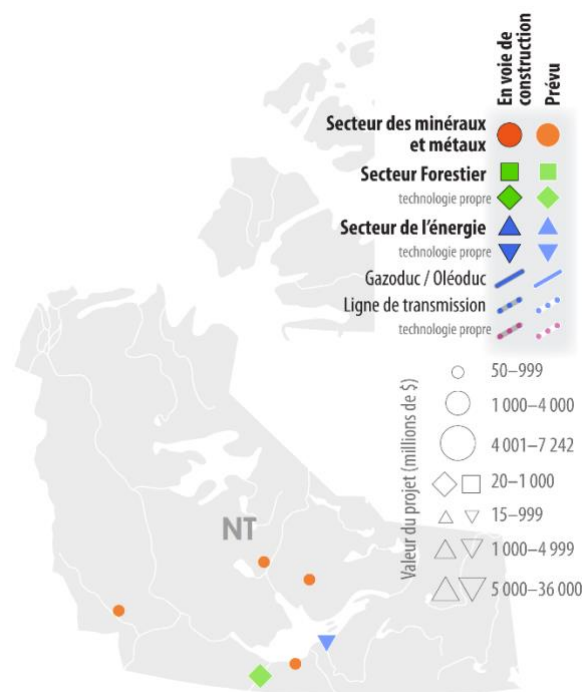 En voie de
construction
Prévu
Secteur des minéraux
et métaux
Secteur Forestier
technologie propre
Secteur de l'énergie
technologie propre
Gazoduc / Oléoduc
Ligne de transmission
technologie propre
Valeur du projet (millions de $)
50–999
1 000–4 000
4 001–7 242
20–1 000
15–999
1 000–4 999
5 000–36 000
NT